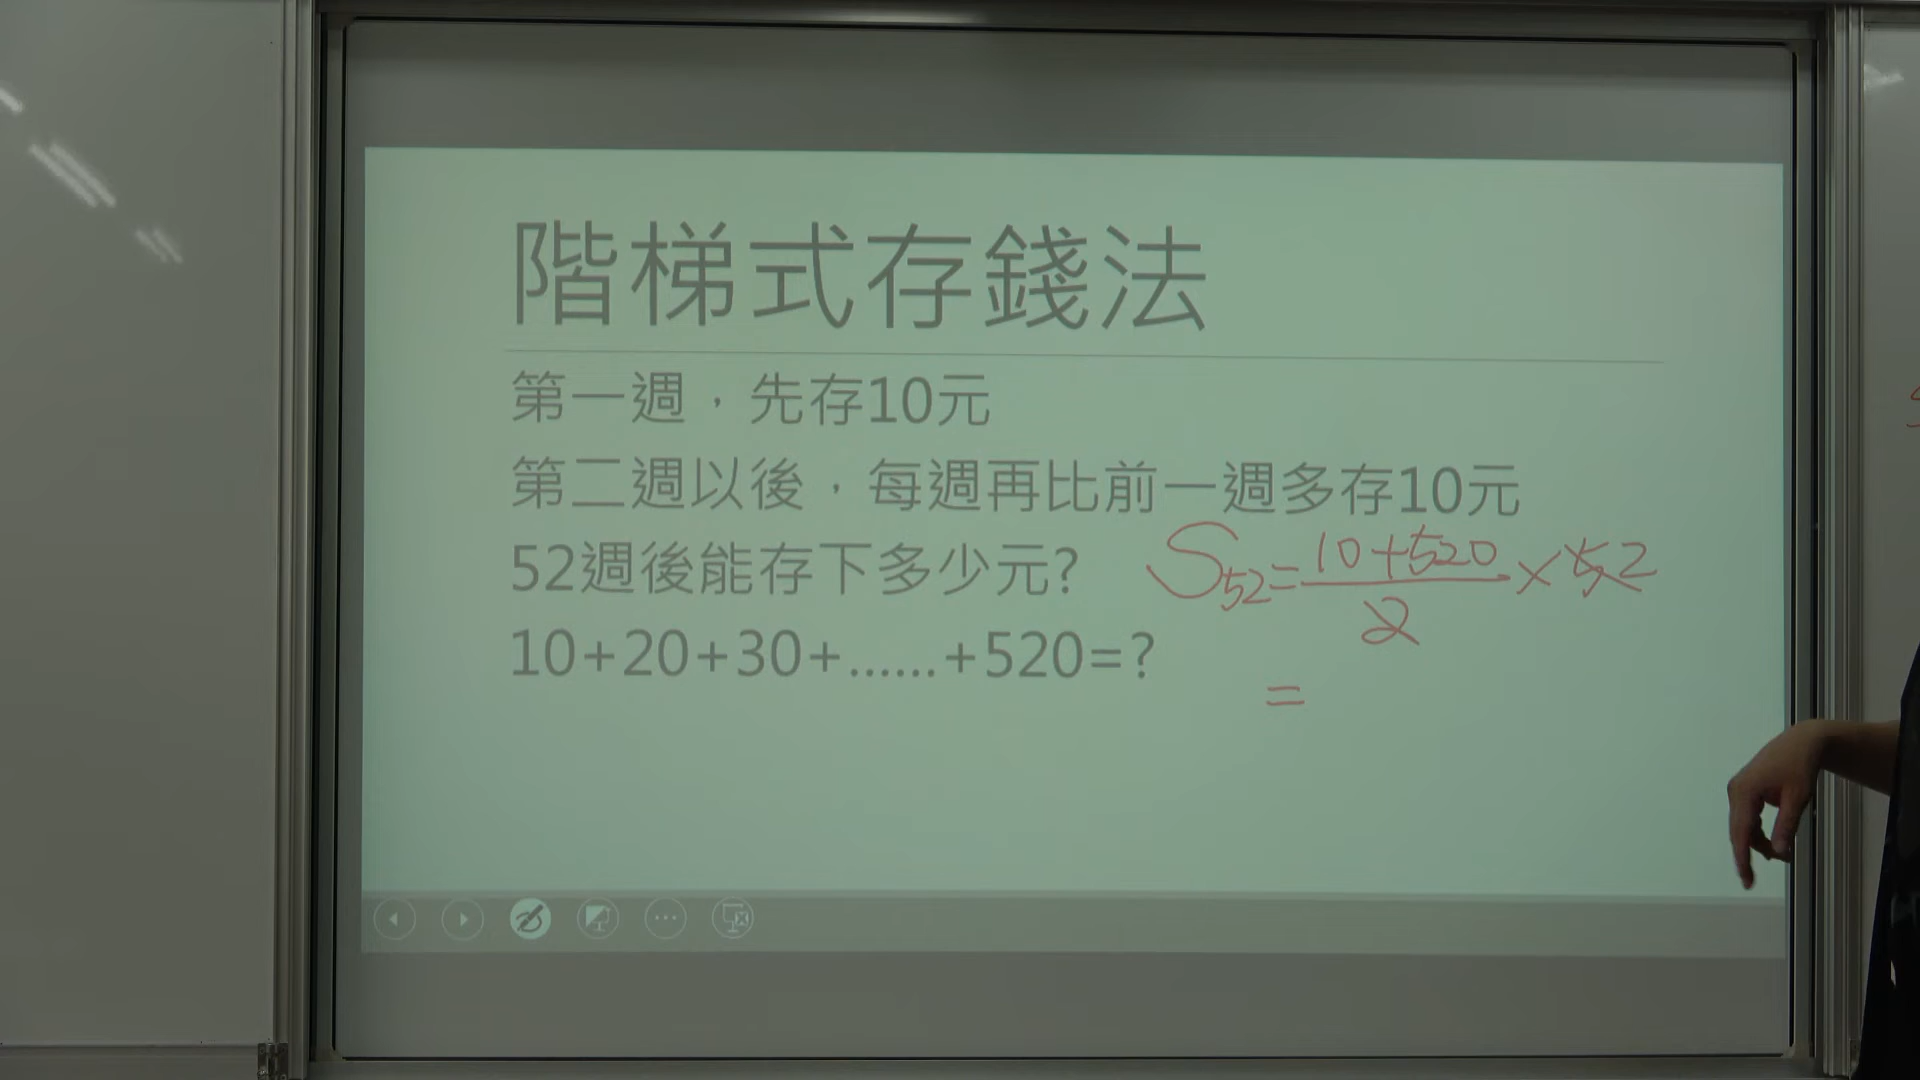 階梯式存錢法
第一週，先存10元
第二週以後，每週再比前一週多存10元
52週後能存下多少元?
S52=(10+520)/2×52
10+20+30+......+520=?
=